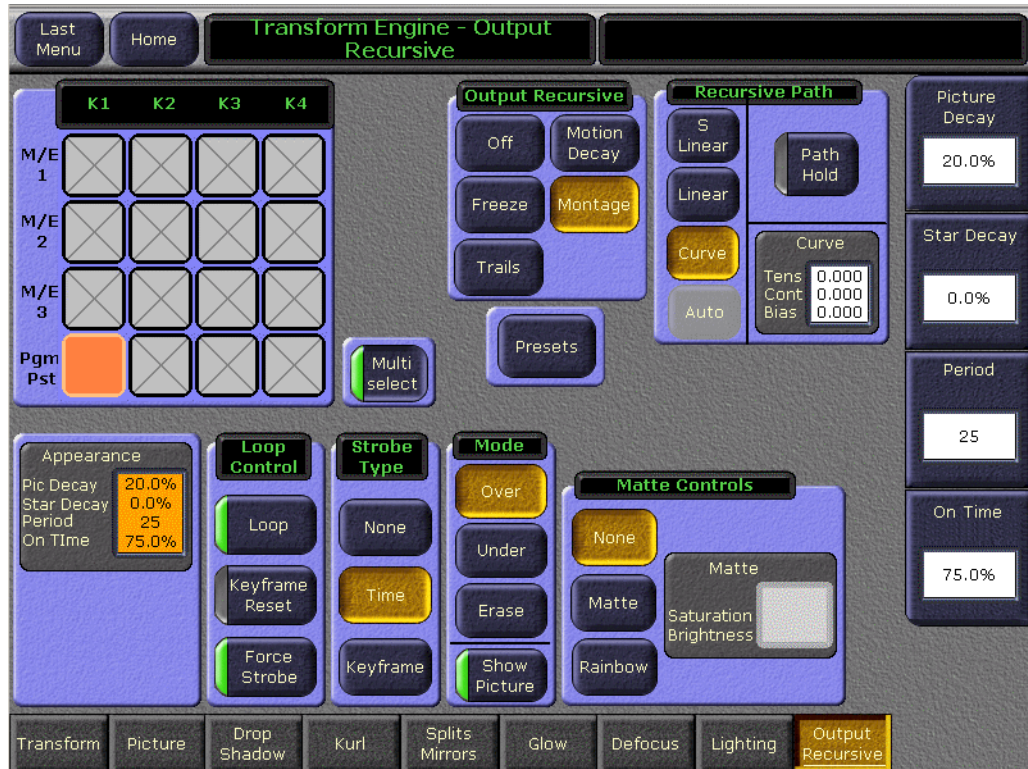 Last
Menu
Home
Transform Engine - Output
Recursive
K1 K2 K3 K4
M/E
1
M/E
2
M/E
3
Pgm
Pst
Multi
select
Output Recursive
Off
Motion
Decay
Freeze
Montage
Trails
Presets
Recursive Path
S
Linear
Linear
Curve
Auto
Path
Hold
Curve
Tens 0.000
Cont 0.000
Bias 0.000
Picture
Decay
20.0%
Star Decay
0.0%
Period
25
On Time
75.0%
Appearance
Pic Decay 20.0%
Star Decay 0.0%
Period 25
On TIme 75.0%
Loop
Control
Loop
Keyframe
Reset
Force
Strobe
Strobe
Type
None
Time
Keyframe
Mode
Over
Under
Erase
Show
Picture
Matte Controls
None
Matte
Rainbow
Matte
Saturation
Brightness
Transform
Picture
Drop
Shadow
Kurl
Splits
Mirrors
Glow
Defocus
Lighting
Output
Recursive